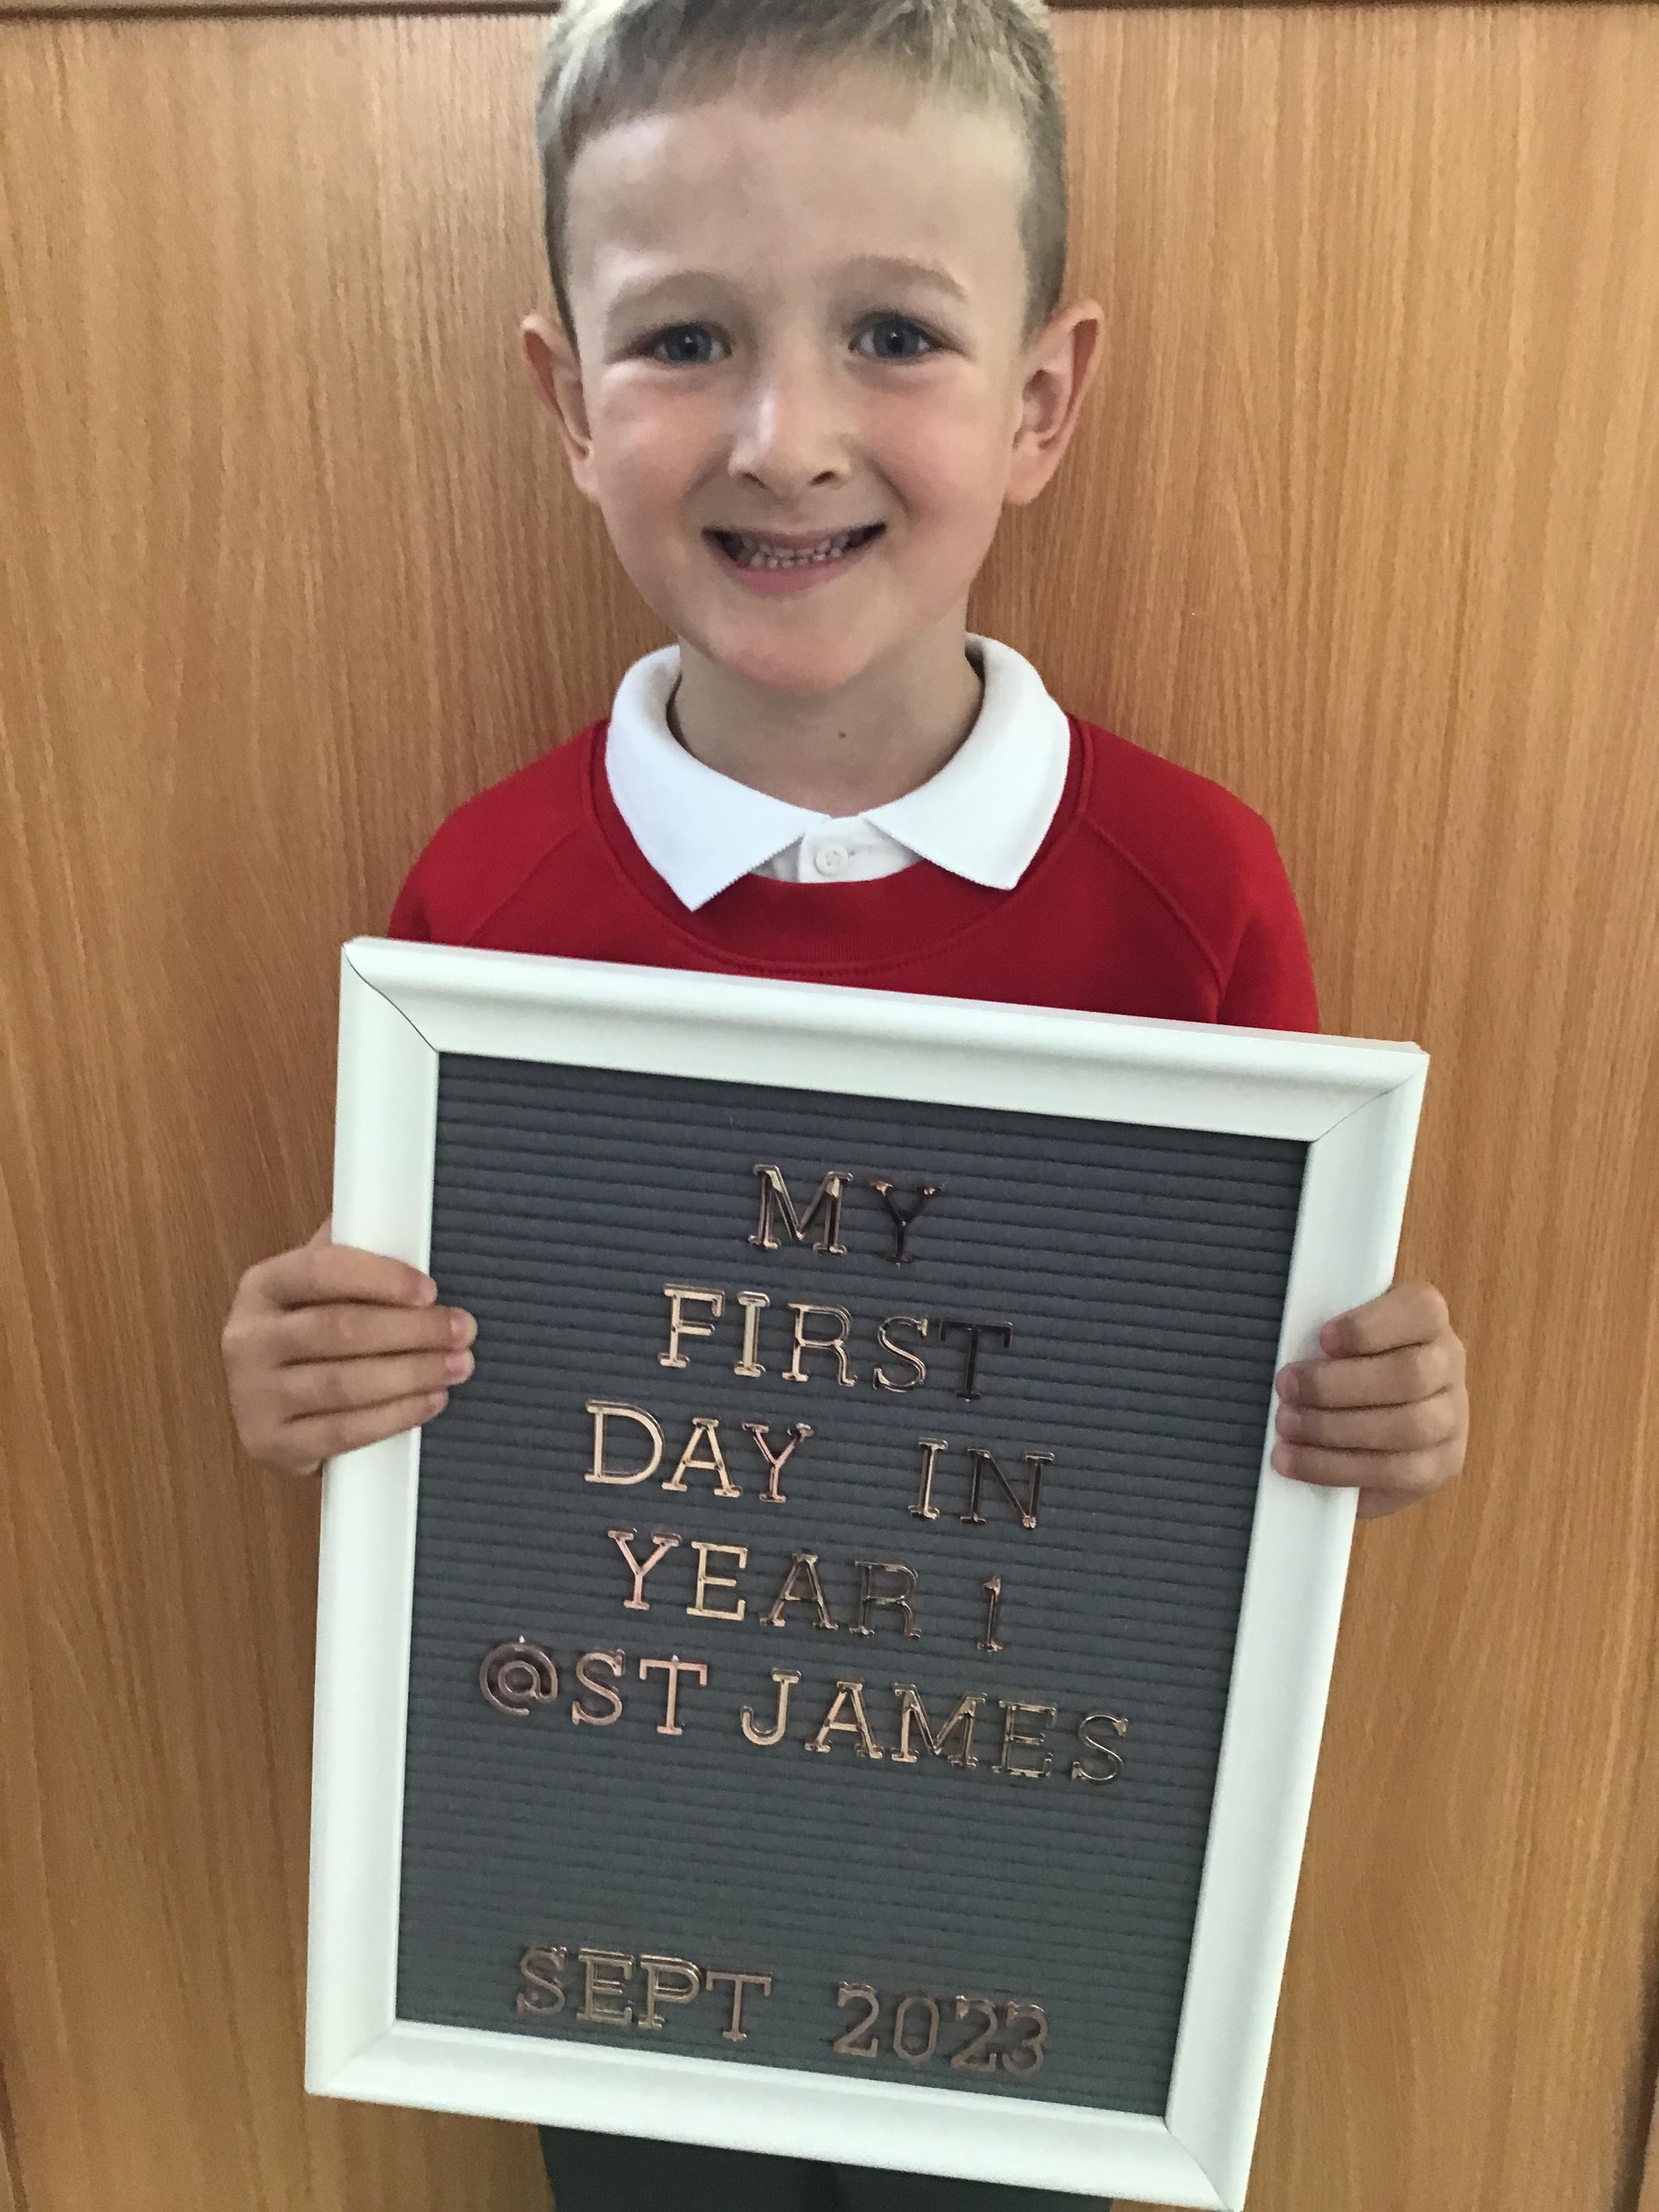 MY
FIRST
DAY IN
YEAR 1
@ST JAMES
SEPT 2023